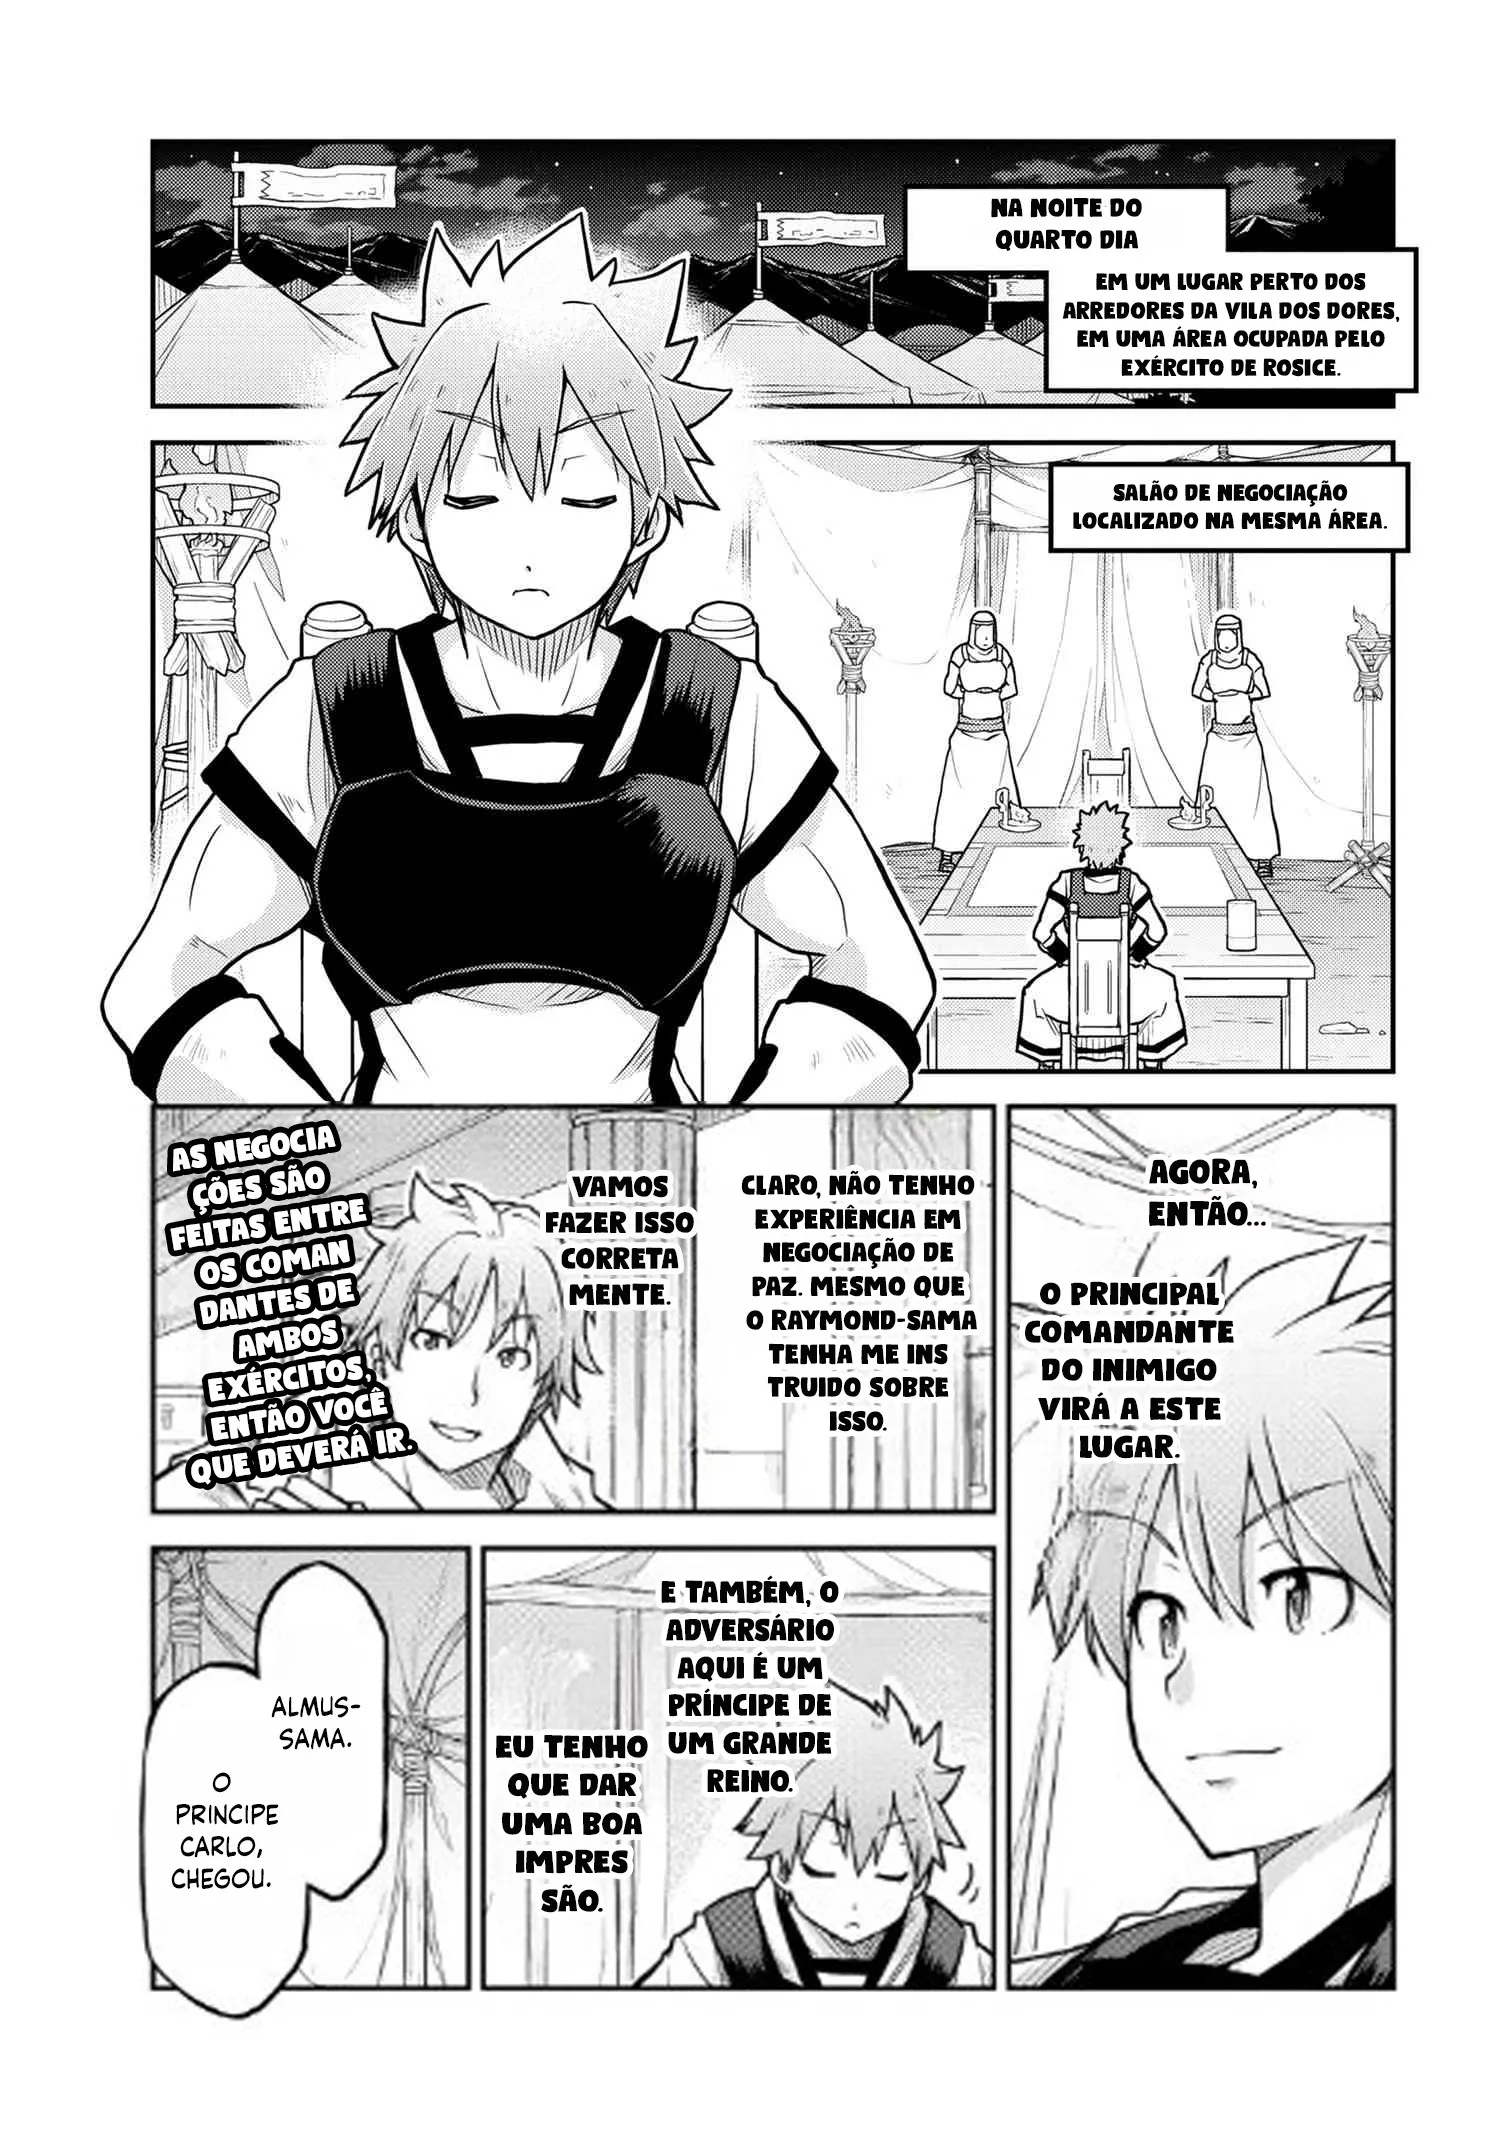 NA NOITE DO
QUARTO DIA
EM UM LUGAR PERTO DOS
ARREDORES DA VILA DOS DORES,
EM UMA ÁREA OCUPADA PELO
EXÉRCITO DE ROSICE.
SALÃO DE NEGOCIAÇÃO
LOCALIZADO NA MESMA ÁREA.
AGORA,
ENTÃO...
O PRINCIPAL
COMANDANTE
DO INIMIGO
VIRÁ A ESTE
LUGAR.
CLARO, NÃO TENHO
EXPERIÊNCIA EM
NEGOCIAÇÃO DE
PAZ. MESMO QUE
O RAYMOND-SAMA
TENHA ME INS
TRUIDO SOBRE
ISSO.
VAMOS
FAZER ISSO
CORRETA
MENTE.
AS NEGOCIA
ÇÕES SÃO
FEITAS ENTRE
OS COMAN
DANTES DE
AMBOS
EXÉRCITOS,
ENTÃO VOCÊ
QUE DEVERÁ IR.
E TAMBÉM, O
ADVERSÁRIO
AQUI É UM
PRÍNCIPE DE
UM GRANDE
REINO.
EU TENHO
QUE DAR
UMA BOA
IMPRES
SÃO.
ALMUS-
SAMA.
O
PRINCIPE
CARLO,
CHEGOU.